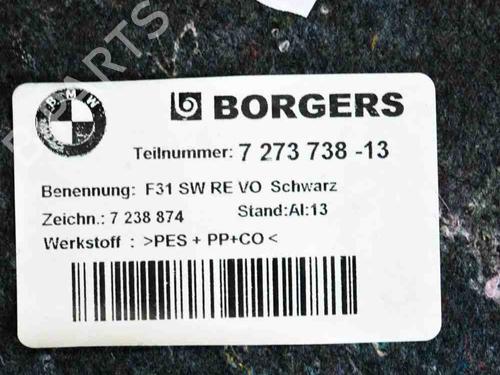 BMW
BORGERS
Teilnummer: 7 273 738 -13
Benennung: F31 SW RE VO Schwarz
Zeichn.: 7 238 874 Stand:AI:13
Werkstoff : >PES + PP+CO<